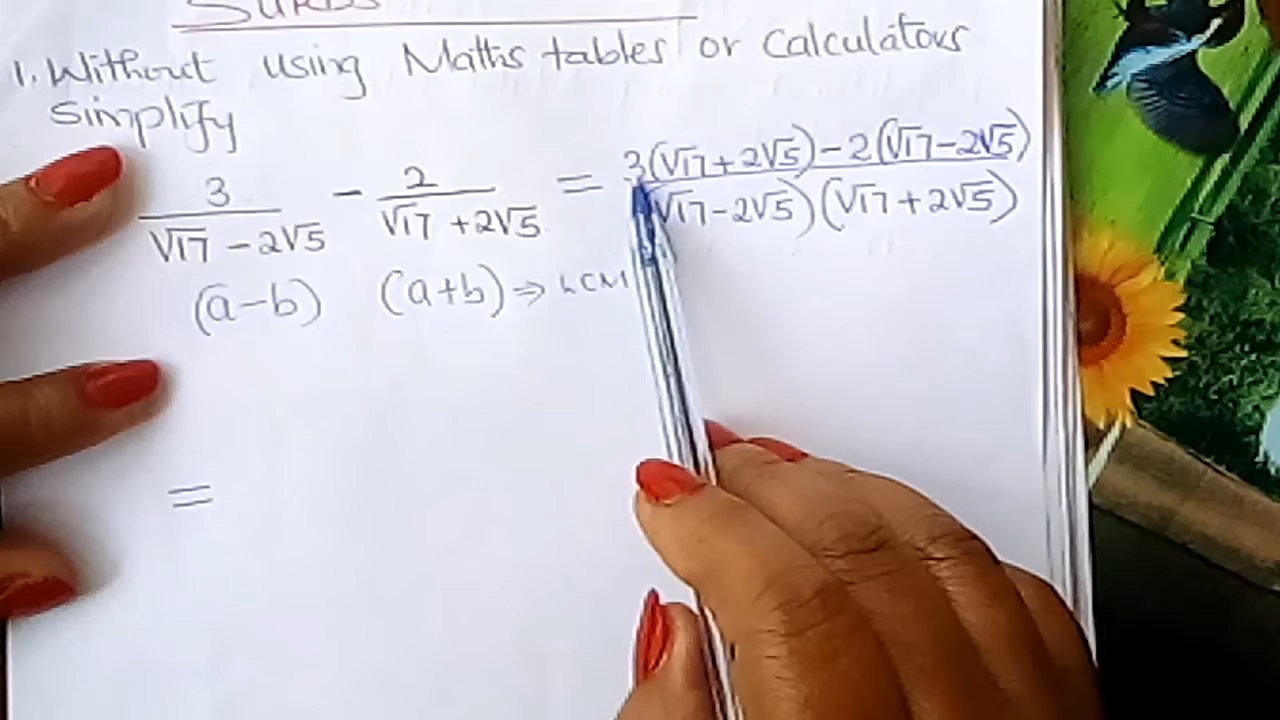 SURDS
1. Without using Maths tables or Calculators
simplify
3/(√17 - 2√5) - 2/(√17 + 2√5) = (3(√17 + 2√5) - 2(√17 - 2√5))/(√17 - 2√5)(√17 + 2√5)
(a-b) (a+b) ⇒ LCM
=